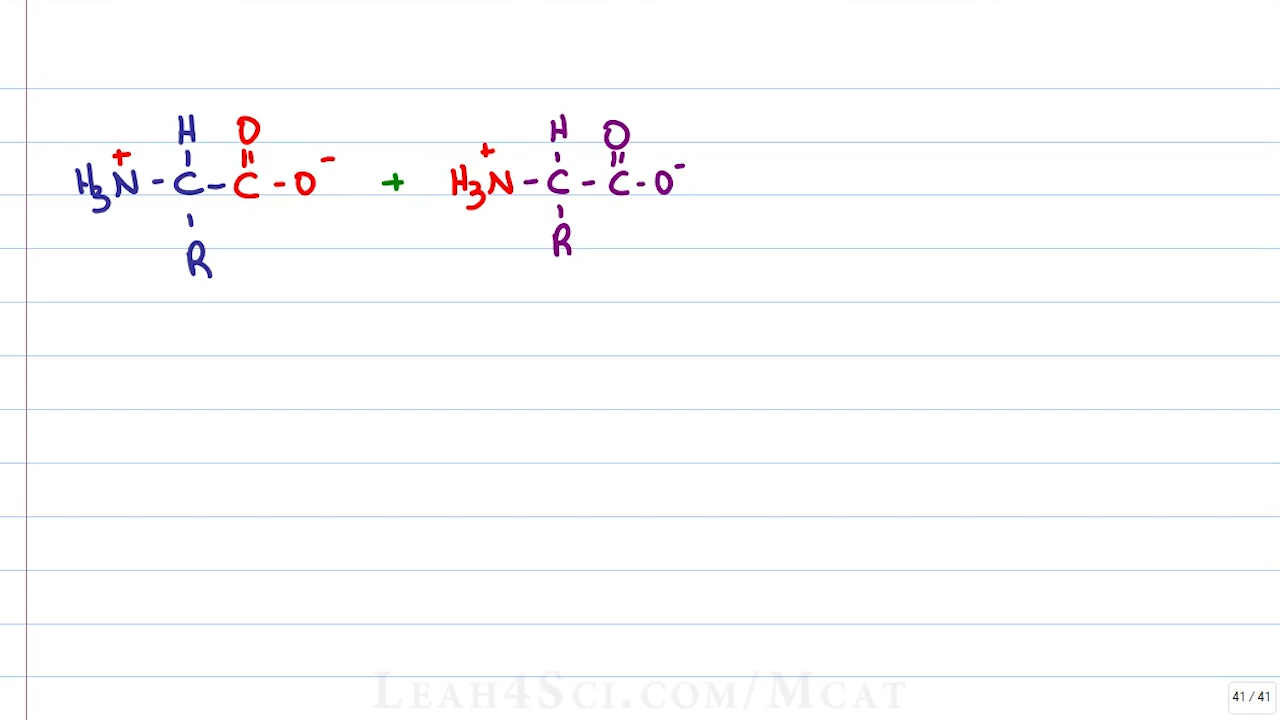 H O H O
H₃N⁺ - C - C - O⁻ + H₃N⁺ - C - C - O⁻
R R
LEAH4SCI.COM/MCAT
41 / 41